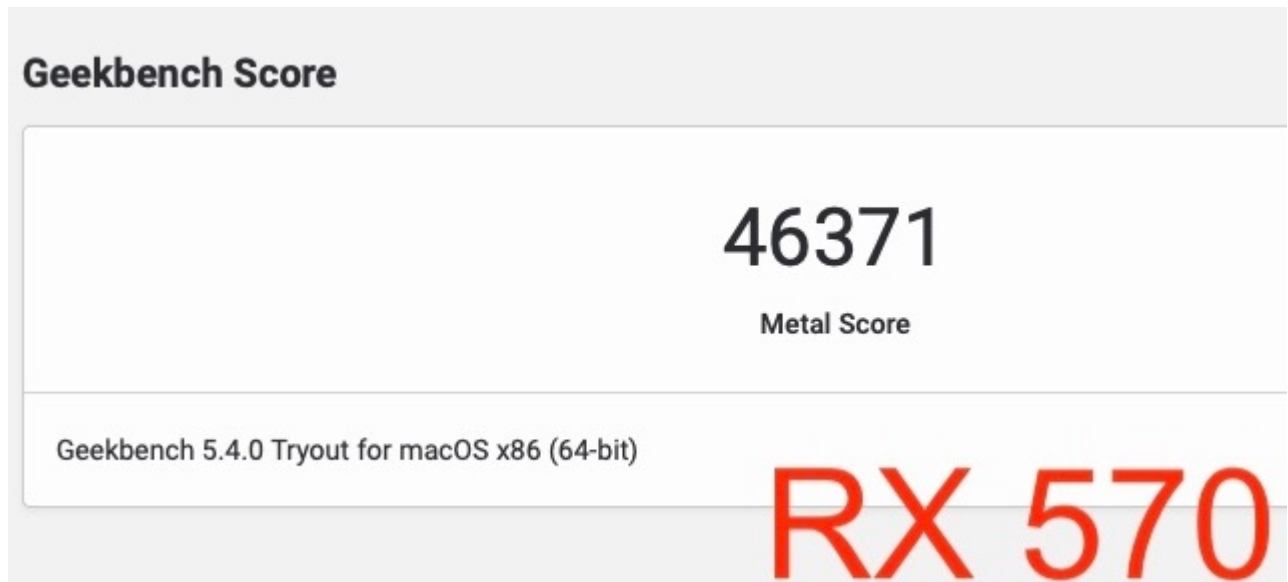 Geekbench Score
46371
Metal Score
Geekbench 5.4.0 Tryout for macOS x86 (64-bit)
RX 570